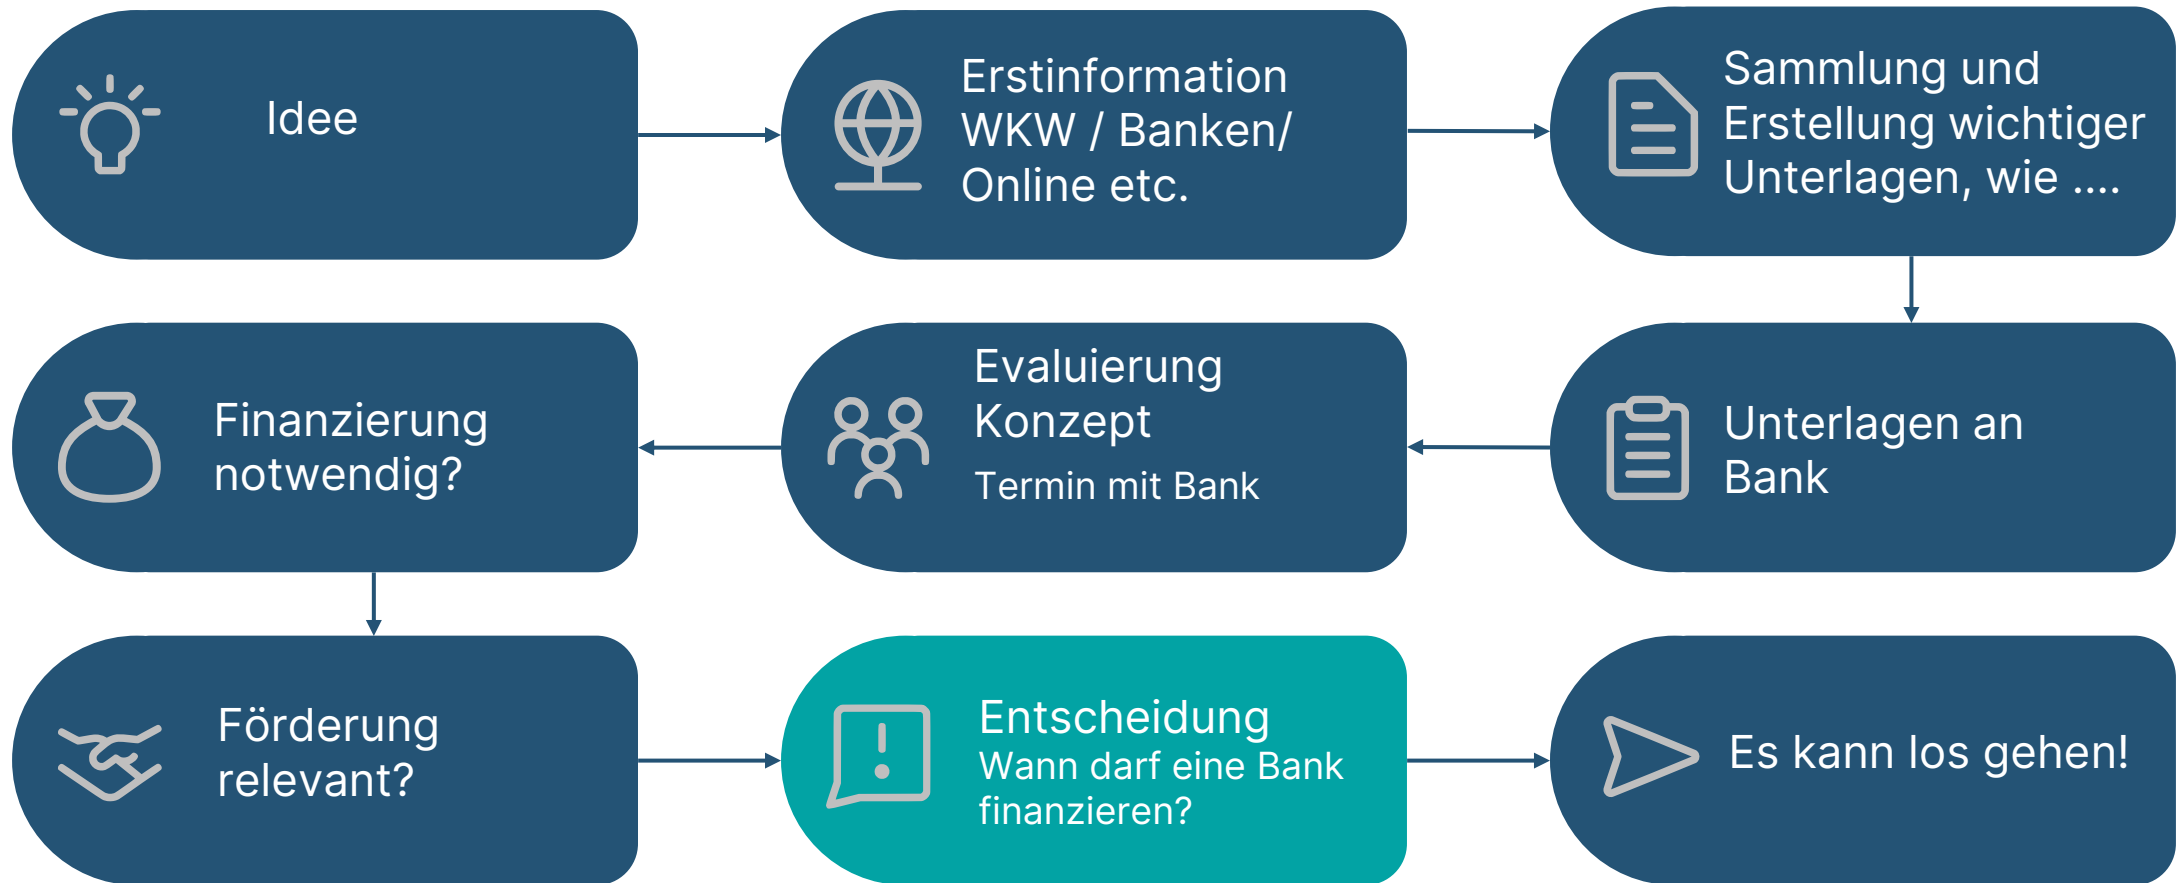 Idee
Erstinformation
WKW / Banken/
Online etc.
Sammlung und
Erstellung wichtiger
Unterlagen, wie ....
Finanzierung
notwendig?
Evaluierung
Konzept
Termin mit Bank
Unterlagen an
Bank
Förderung
relevant?
Entscheidung
Wann darf eine Bank
finanzieren?
Es kann los gehen!